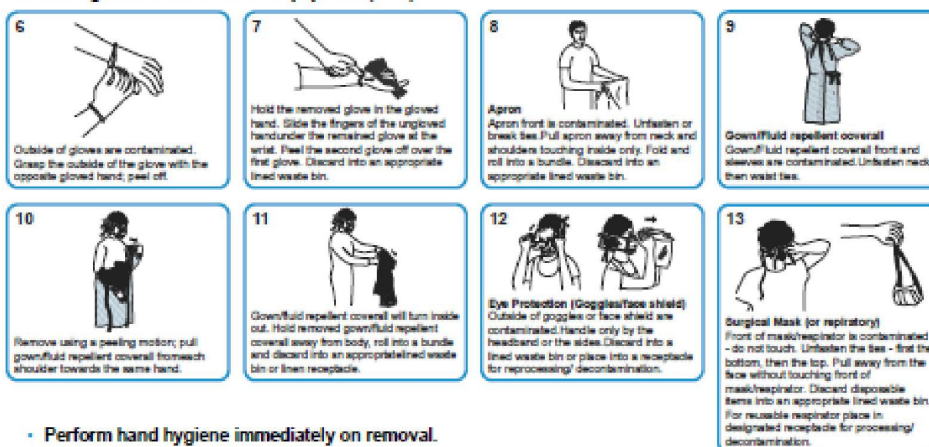 6
Outside of gloves are contaminated.
Grasp the outside of the glove with the
opposite gloved hand; peel off.
7
Hold the removed glove in the gloved
hand. Slide the fingers of the ungloved
handunder the remained glove at the
wrist. Peel the second glove off over the
first glove. Discard into an appropriate
lined waste bin.
8
Apron
Apron front is contaminated. Unfasten or
break ties.Pull apron away from neck and
shoulders touching inside only. Fold and
roll into a bundle. Disacard into an
appropriate lined waste bin.
9
Gown/Fluid repellent coverall
Gown/Fluid repellent coverall front and
sleeves are contaminated.Unfasten neck,
then waist ties.
10
Remove using a peeling motion; pull
gown/fluid repellent coverall fromeach
shoulder towards the same hand.
11
Gown/fluid repellent coverall will turn inside
out. Hold removed gown/fluid repellent
coverall away from body, roll into a bundle
and discard into an appropriatelined waste
bin or linen receptacle.
12
Eye Protection (Goggles/face shield)
Outside of goggles or face shield are
contaminated.Handle only by the
headband or the sides.Discard into a
lined waste bin or place into a receptacle
for reprocessing/ decontamination.
13
Surgical Mask (or repiratory)
Front of mask/respirator is contaminated
- do not touch. Unfasten the ties - first the
bottom, then the top. Pull away from the
face without touching front of
mask/respirator. Discard disposable
items into an appropriate lined waste bin.
For reusable respirator place in
designated receptacle for processing/
decontamination.
• Perform hand hygiene immediately on removal.